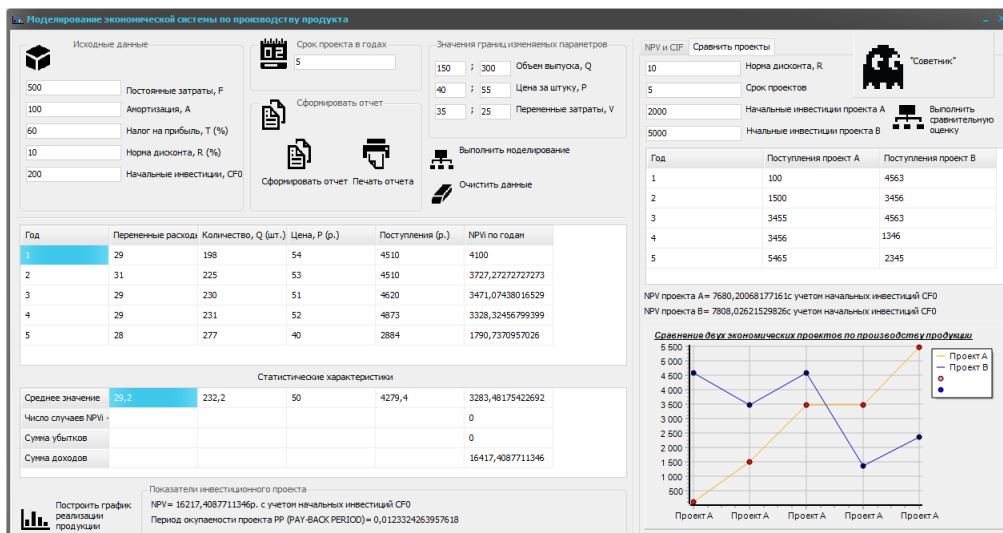 Моделирование экономической системы по производству продукта
Исходные данные
500 Постоянные затраты, F
100 Амортизация, A
60 Налог на прибыль, T (%)
10 Норма дисконта, R (%)
200 Начальные инвестиции, CF0
Срок проекта в годах
02
5
Сформировать отчет
Сформировать отчет Печать отчета
Значения границ изменяемых параметров
150 ; 300 Объем выпуска, Q
40 ; 55 Цена за штуку, P
35 ; 25 Переменные затраты, V
Выполнить моделирование
Очистить данные
Год Переменные расходы Количество, Q (шт.) Цена, P (р.) Поступления (р.) NPVi по годам
1 29 198 54 4510 4100
2 31 225 53 4510 3727,27272727273
3 29 230 51 4620 3471,07438016529
4 29 231 52 4873 3328,32456799399
5 28 277 40 2884 1790,7370957026
Статистические характеристики
Среднее значение 29,2 232,2 50 4279,4 3283,48175422692
Число случаев NPVi 0
Сумма убытков 0
Сумма доходов 16417,4087711346
Построить график
реализации
продукции
Показатели инвестиционного проекта
NPV= 16217,4087711346р. с учетом начальных инвестиций CF0
Период окупаемости проекта PP (PAY-BACK PERIOD)= 0,0123324263957618
NPV и CIF Сравнить проекты
10 Норма дисконта, R
5 Срок проектов
2000 Начальные инвестиции проекта A
5000 Нчальные инвестиции проекта B
"Советник"
Выполнить
сравнительную
оценку
Год Поступления проект A Поступления проект B
1 100 4563
2 1500 3456
3 3455 4563
4 3456 1346
5 5465 2345
NPV проекта A= 7680,20068177161с учетом начальных инвестиций CF0
NPV проекта B= 7808,02621529826с учетом начальных инвестиций CF0
Сравнение двух экономических проектов по производству продукции
5 500
5 000
4 600
4 100
3 600
3 000
2 500
2 000
1 500
1 000
500
Проект A Проект A Проект A Проект A Проект A
Проект A
Проект B